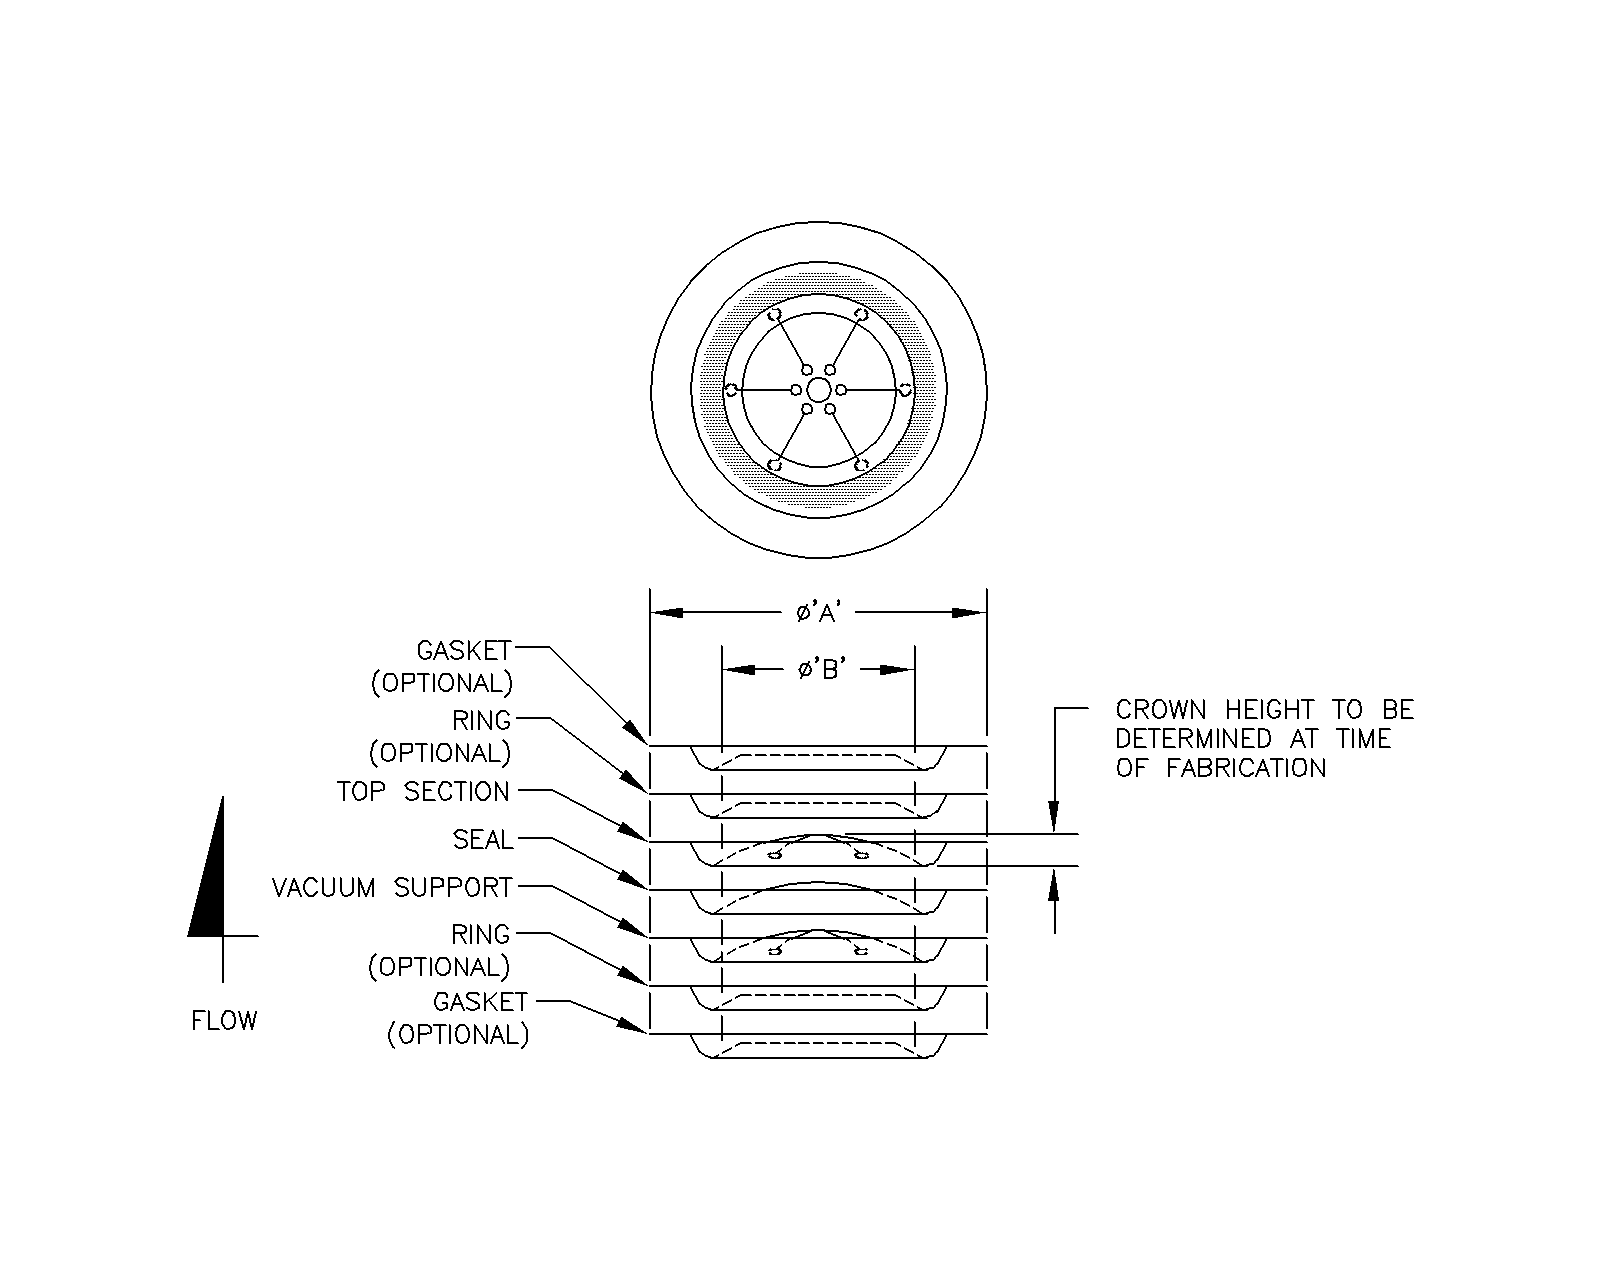 Ø'A'
GASKET
(OPTIONAL)
Ø'B'
RING
(OPTIONAL)
CROWN HEIGHT TO BE
DETERMINED AT TIME
OF FABRICATION
TOP SECTION
SEAL
VACUUM SUPPORT
RING
(OPTIONAL)
GASKET
(OPTIONAL)
FLOW